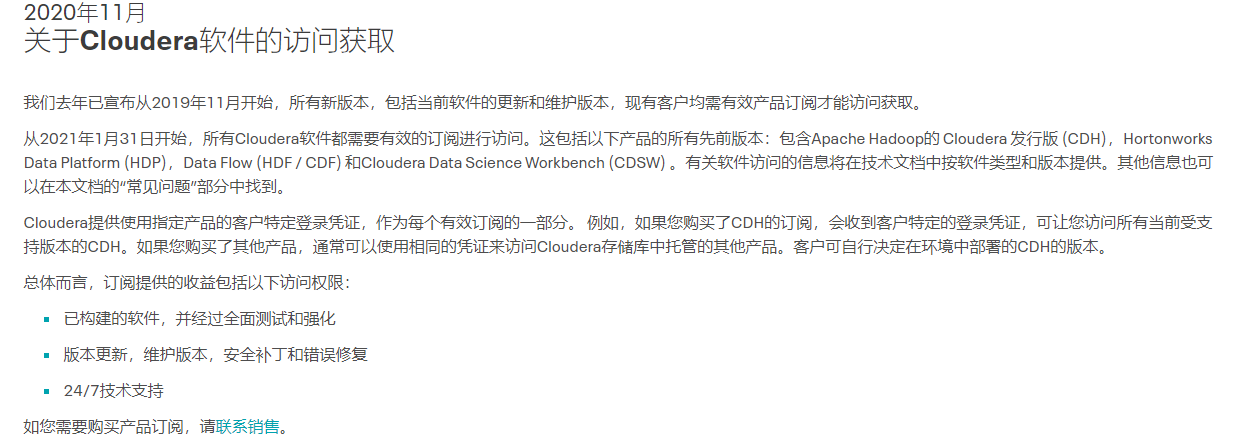 2020年11月
关于Cloudera软件的访问获取
我们去年已宣布从2019年11月开始，所有新版本，包括当前软件的更新和维护版本，现有客户均需有效产品订阅才能访问获取。
从2021年1月31日开始，所有Cloudera软件都需要有效的订阅进行访问。这包括以下产品的所有先前版本：包含Apache Hadoop的 Cloudera 发行版 (CDH)，Hortonworks
Data Platform (HDP)，Data Flow (HDF / CDF) 和Cloudera Data Science Workbench (CDSW) 。有关软件访问的信息将在技术文档中按软件类型和版本提供。其他信息也可
以在本文档的“常见问题”部分中找到。
Cloudera提供使用指定产品的客户特定登录凭证，作为每个有效订阅的一部分。 例如，如果您购买了CDH的订阅，会收到客户特定的登录凭证，可让您访问所有当前受支
持版本的CDH。如果您购买了其他产品，通常可以使用相同的凭证来访问Cloudera存储库中托管的其他产品。客户可自行决定在环境中部署的CDH的版本。
总体而言，订阅提供的收益包括以下访问权限：
▪ 已构建的软件，并经过全面测试和强化
▪ 版本更新，维护版本，安全补丁和错误修复
▪ 24/7技术支持
如您需要购买产品订阅，请联系销售。